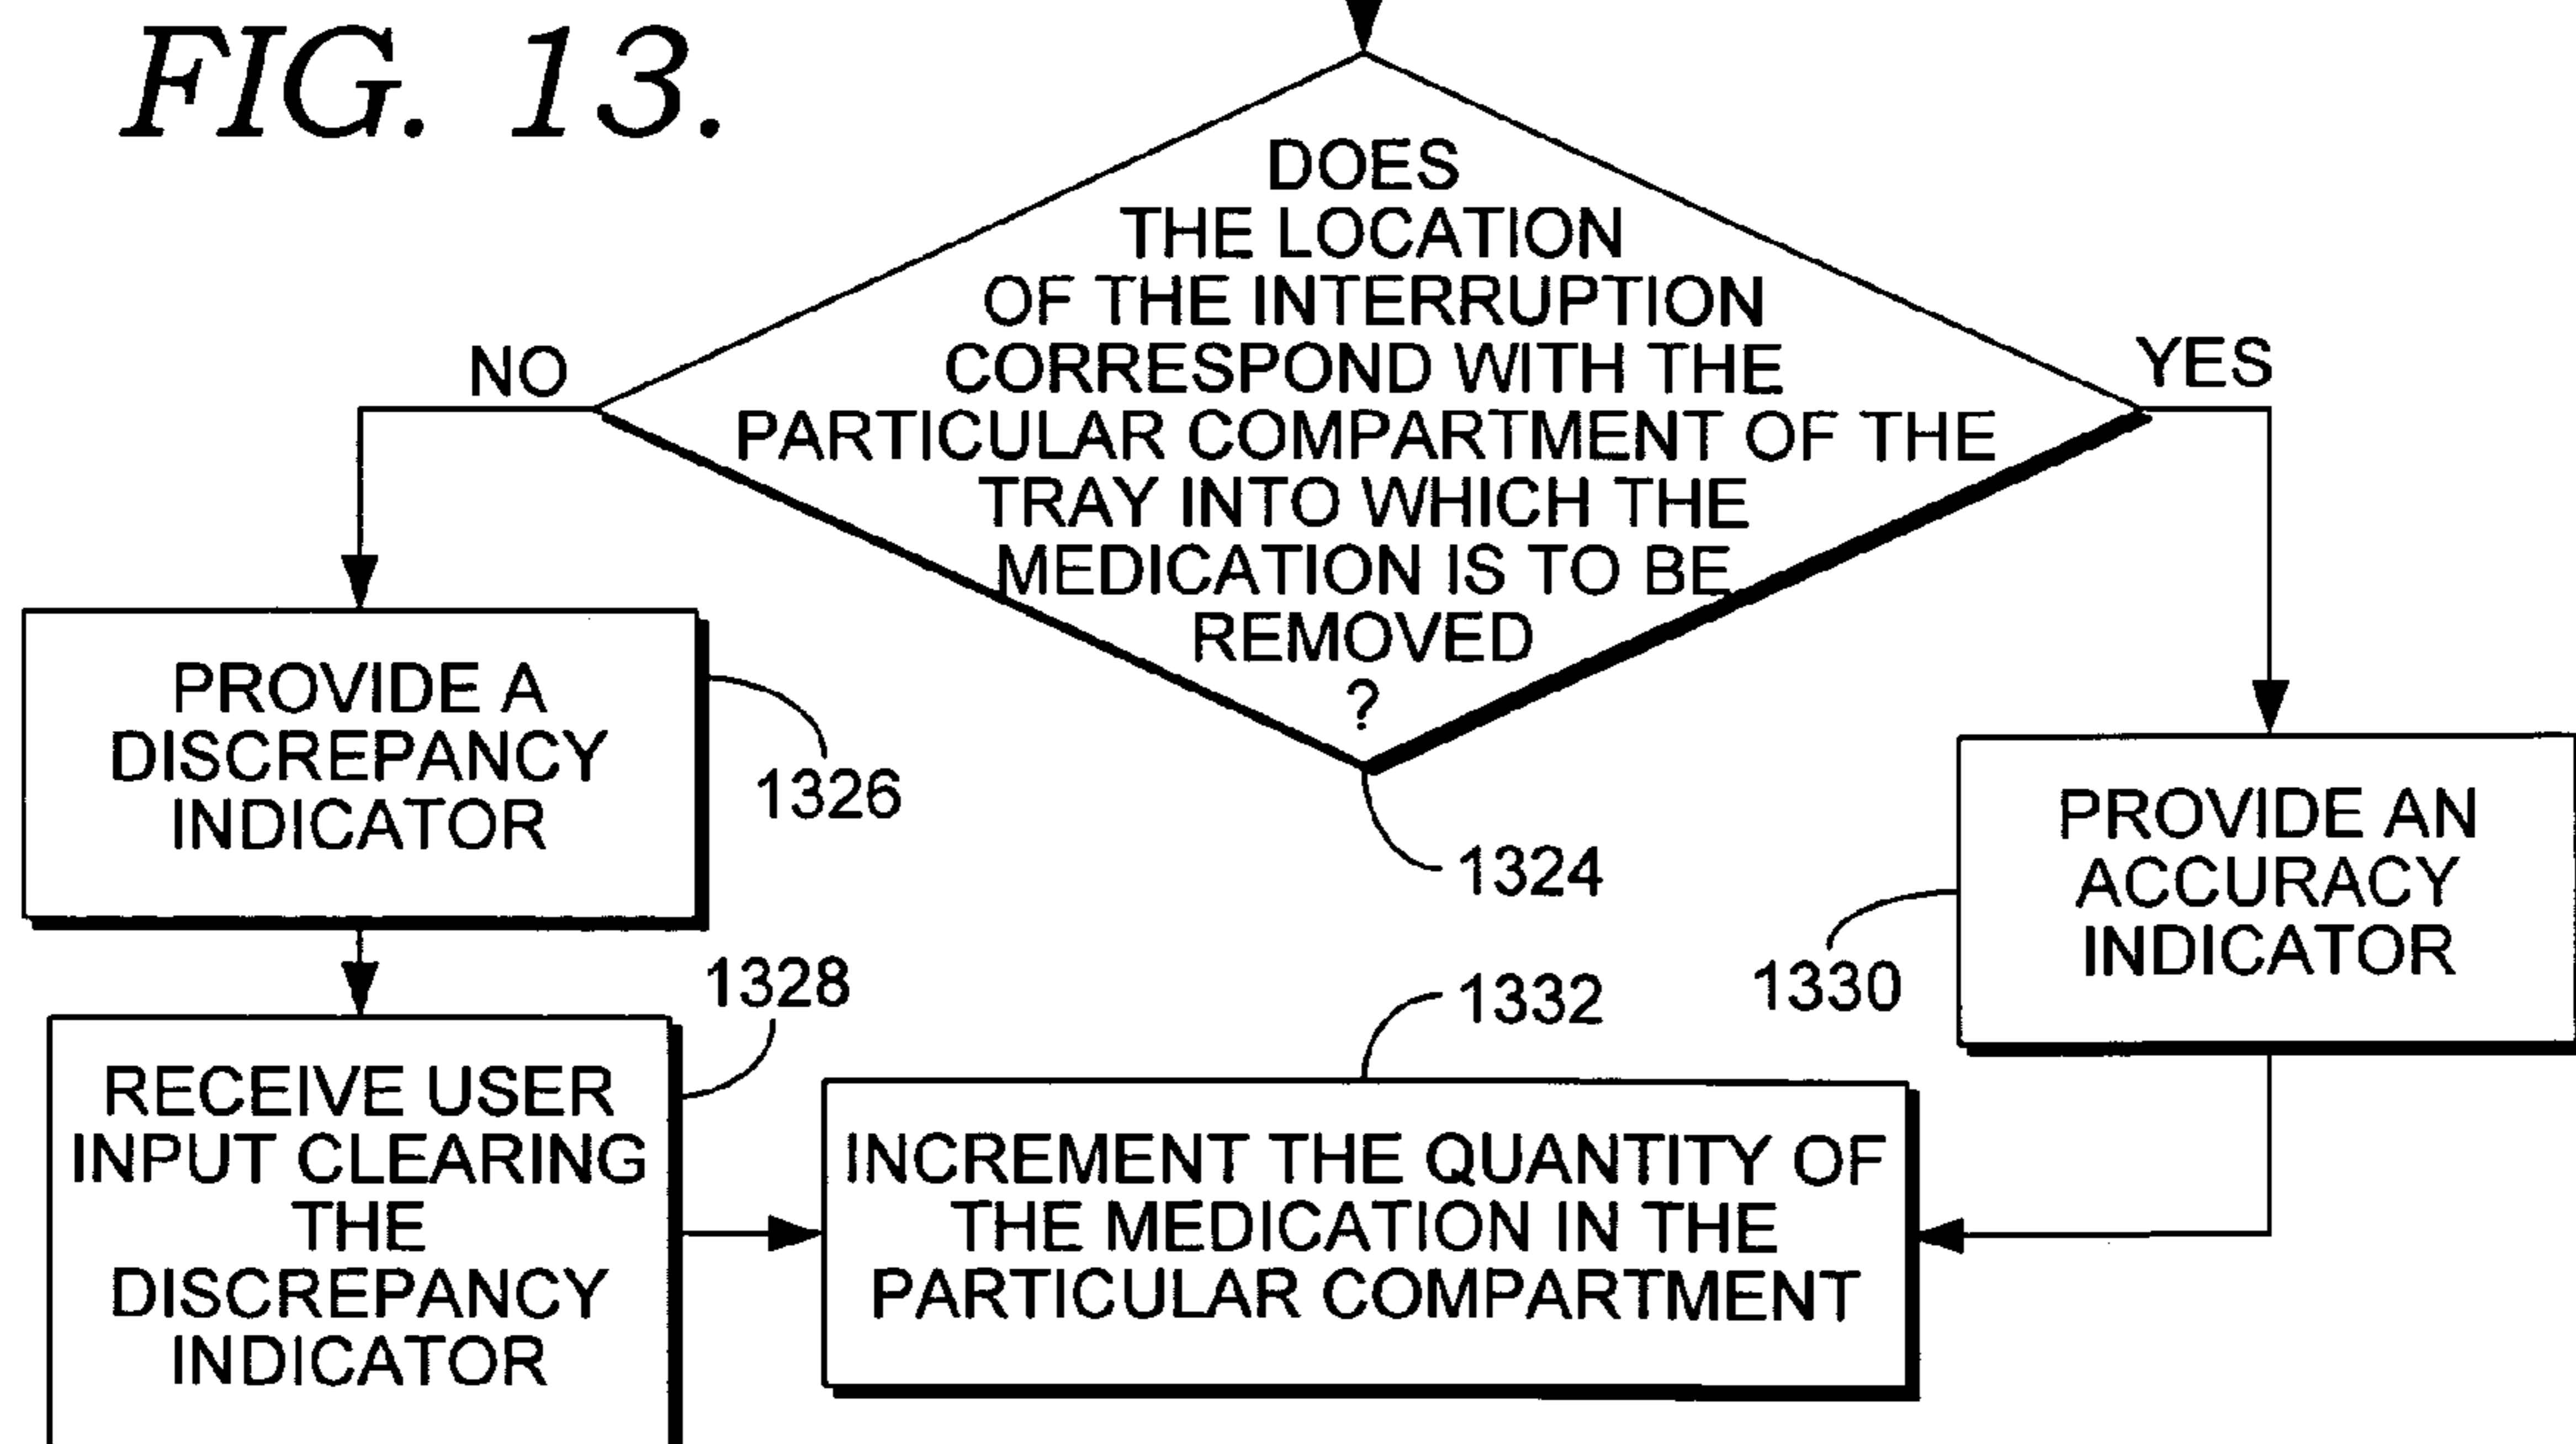 FIG. 13.
DOES
THE LOCATION
OF THE INTERRUPTION
CORRESPOND WITH THE
PARTICULAR COMPARTMENT OF THE
TRAY INTO WHICH THE
MEDICATION IS TO BE
REMOVED
?
NO
YES
1324
PROVIDE A
DISCREPANCY
INDICATOR
1326
RECEIVE USER
INPUT CLEARING
THE
DISCREPANCY
INDICATOR
1328
PROVIDE AN
ACCURACY
INDICATOR
1330
1332
INCREMENT THE QUANTITY OF
THE MEDICATION IN THE
PARTICULAR COMPARTMENT